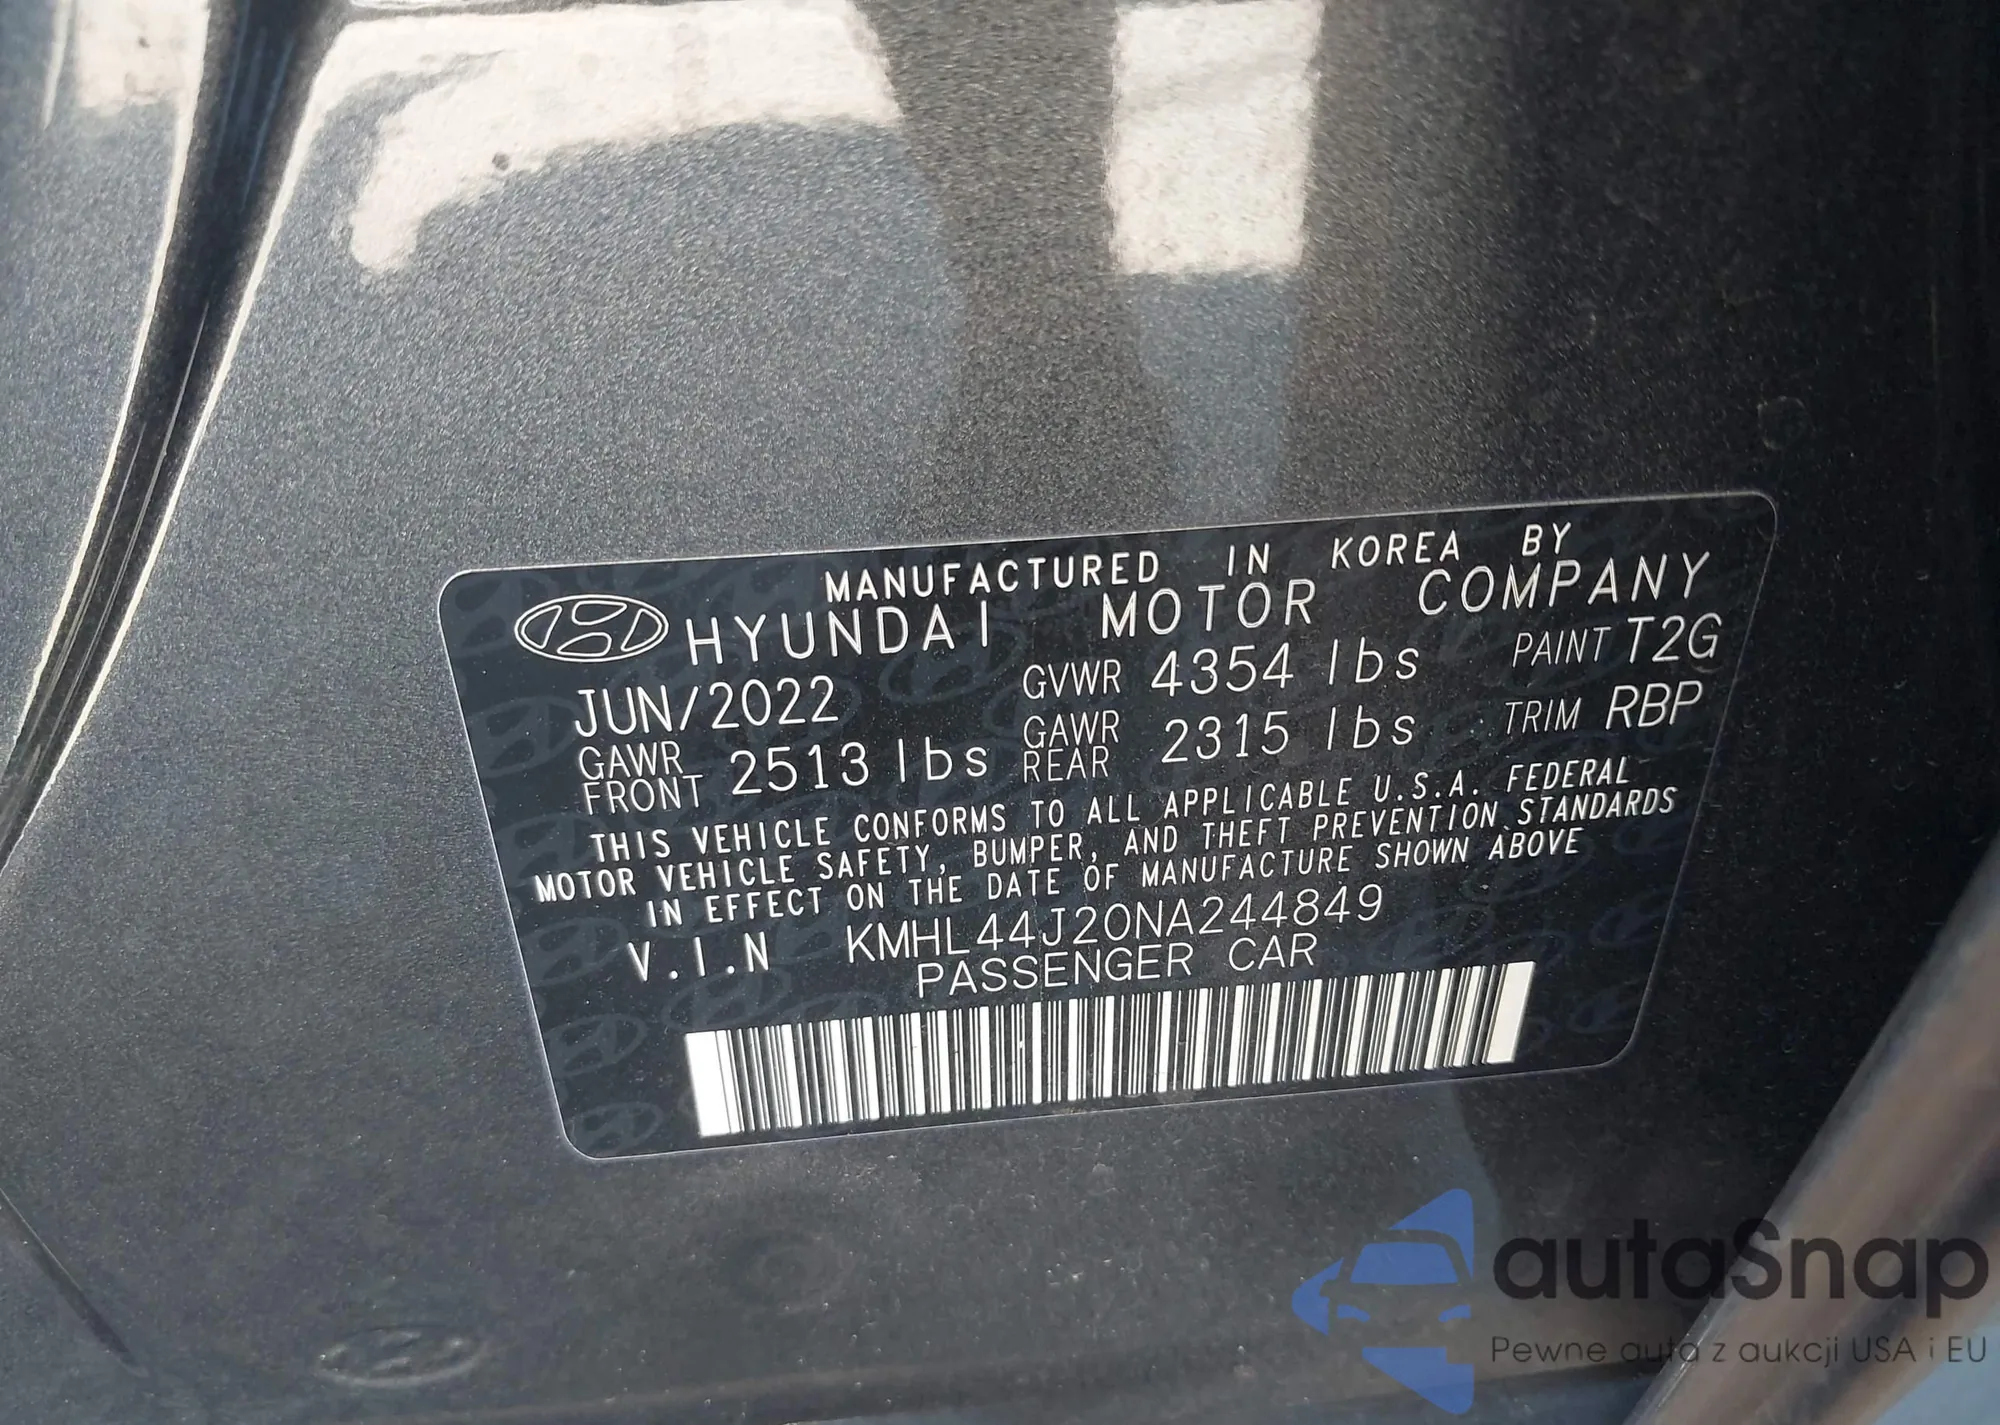 MANUFACTURED IN KOREA BY
HYUNDAI MOTOR COMPANY
JUN/2022 GVWR 4354 lbs PAINT T2G
GAWR FRONT 2513 lbs GAWR REAR 2315 lbs TRIM RBP
THIS VEHICLE CONFORMS TO ALL APPLICABLE U.S.A. FEDERAL
MOTOR VEHICLE SAFETY, BUMPER, AND THEFT PREVENTION STANDARDS
IN EFFECT ON THE DATE OF MANUFACTURE SHOWN ABOVE
V.I.N KMHL44J20NA244849
PASSENGER CAR
autaSnap
Pewne auta z aukcji USA i EU